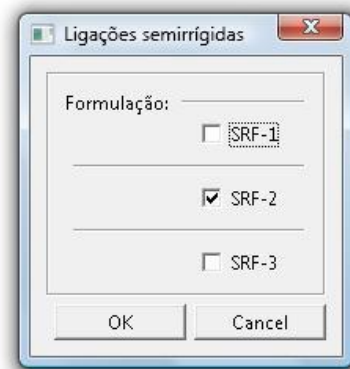 Ligações semirrígidas
Formulação:
SRF-1
SRF-2
SRF-3
OK
Cancel